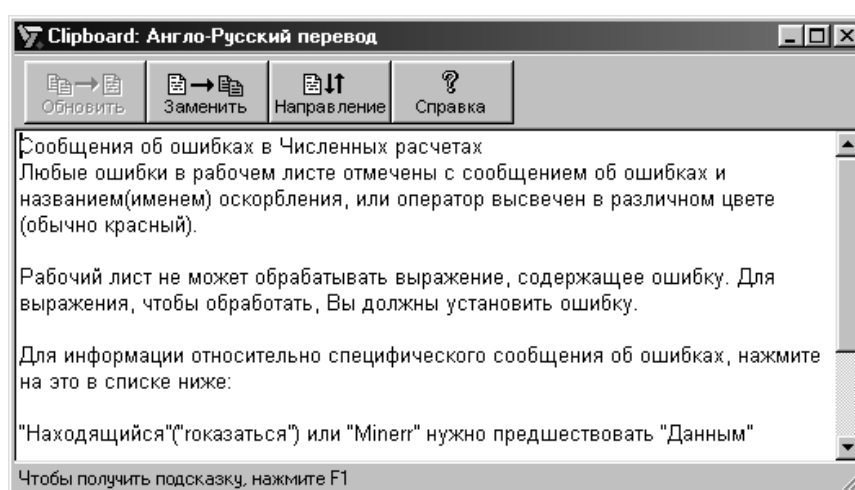 Clipboard: Англо-Русский перевод
Обновить Заменить Направление Справка
Сообщения об ошибках в Численных расчетах
Любые ошибки в рабочем листе отмечены с сообщением об ошибках и
названием(именем) оскорбления, или оператор высвечен в различном цвете
(обычно красный).
Рабочий лист не может обрабатывать выражение, содержащее ошибку. Для
выражения, чтобы обработать, Вы должны установить ошибку.
Для информации относительно специфического сообщения об ошибках, нажмите
на это в списке ниже:
"Находящийся"("гоказаться") или "Minerr" нужно предшествовать "Данным"
Чтобы получить подсказку, нажмите F1